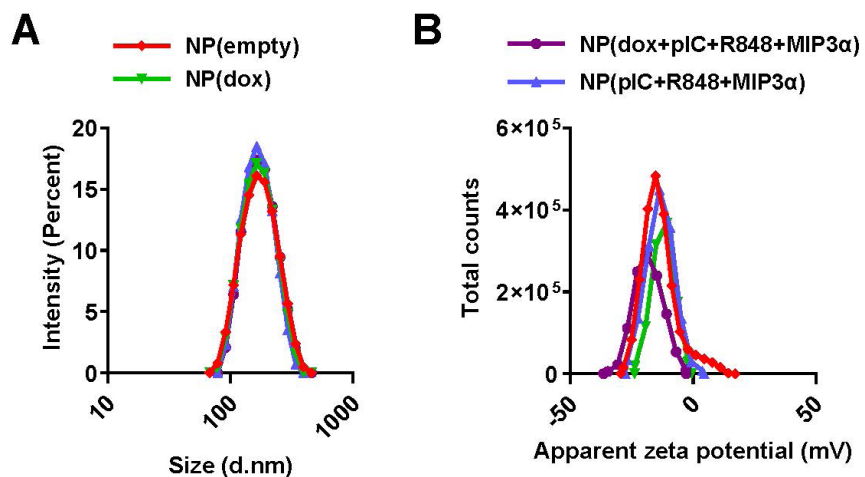 A
NP(empty)
NP(dox)
20
15
10
5
0
Intensity (Percent)
10
100
1000
Size (d.nm)
B
NP(dox+pIC+R848+MIP3α)
NP(pIC+R848+MIP3α)
6×10⁵
4×10⁵
2×10⁵
0
Total counts
-50
0
50
Apparent zeta potential (mV)